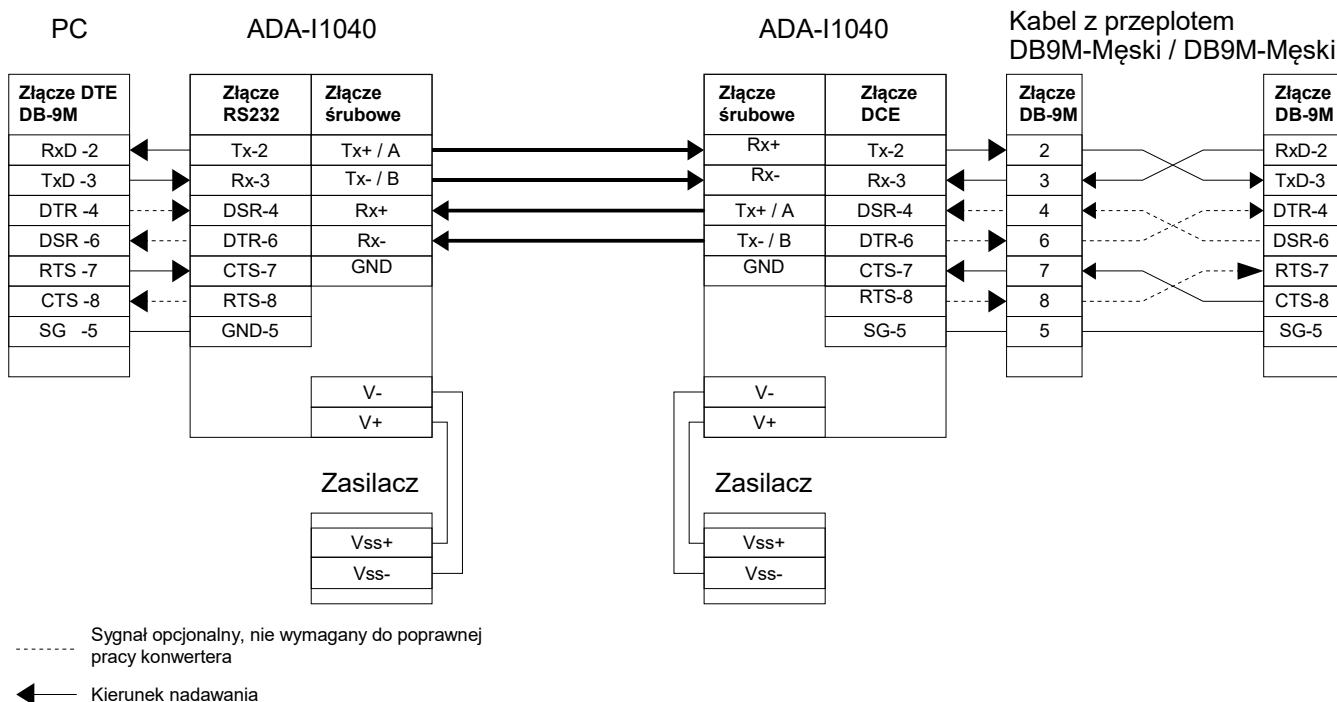 PC
ADA-I1040
ADA-I1040
Kabel z przeplotem
DB9M-Męski / DB9M-Męski
Złącze DTE
DB-9M
RxD -2
TxD -3
DTR -4
DSR -6
RTS -7
CTS -8
SG -5
Złącze
RS232
Tx-2
Rx-3
DSR-4
DTR-6
CTS-7
RTS-8
GND-5
Złącze
śrubowe
Tx+ / A
Tx- / B
Rx+
Rx-
GND
V-
V+
Zasilacz
Vss+
Vss-
Złącze
śrubowe
Rx+
Rx-
Tx+ / A
Tx- / B
GND
V-
V+
Zasilacz
Vss+
Vss-
Złącze
DCE
Tx-2
Rx-3
DSR-4
DTR-6
CTS-7
RTS-8
SG-5
Złącze
DB-9M
2
3
4
6
7
8
5
Złącze
DB-9M
RxD-2
TxD-3
DTR-4
DSR-6
RTS-7
CTS-8
SG-5
Sygnał opcjonalny, nie wymagany do poprawnej
pracy konwertera
Kierunek nadawania